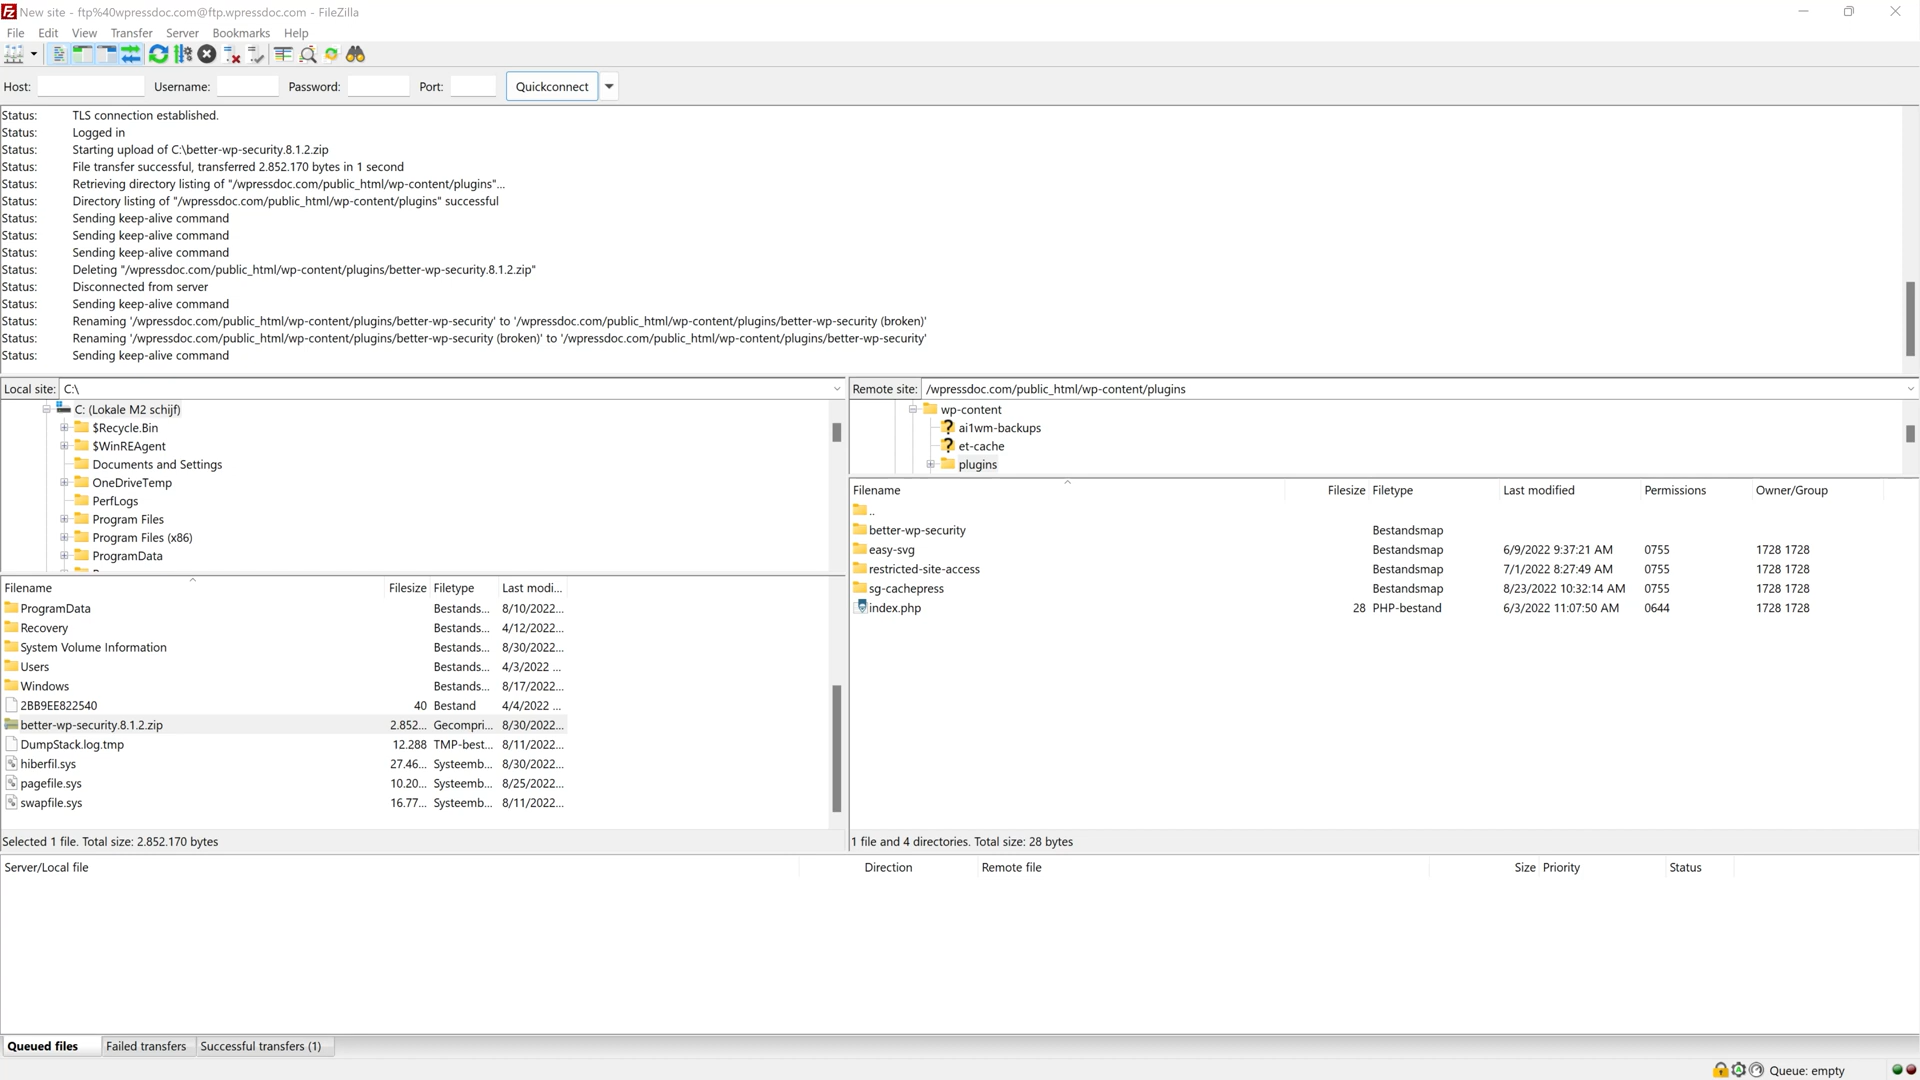 New site - ftp%40wpressdoc.com@ftp.wpressdoc.com - FileZilla
File Edit View Transfer Server Bookmarks Help
Host: Username: Password: Port: Quickconnect
Status: TLS connection established.
Status: Logged in
Status: Starting upload of C:\better-wp-security.8.1.2.zip
Status: File transfer successful, transferred 2.852.170 bytes in 1 second
Status: Retrieving directory listing of "/wpressdoc.com/public_html/wp-content/plugins"...
Status: Directory listing of "/wpressdoc.com/public_html/wp-content/plugins" successful
Status: Sending keep-alive command
Status: Sending keep-alive command
Status: Sending keep-alive command
Status: Deleting "/wpressdoc.com/public_html/wp-content/plugins/better-wp-security.8.1.2.zip"
Status: Disconnected from server
Status: Sending keep-alive command
Status: Renaming '/wpressdoc.com/public_html/wp-content/plugins/better-wp-security' to '/wpressdoc.com/public_html/wp-content/plugins/better-wp-security (broken)'
Status: Renaming '/wpressdoc.com/public_html/wp-content/plugins/better-wp-security (broken)' to '/wpressdoc.com/public_html/wp-content/plugins/better-wp-security'
Status: Sending keep-alive command
Local site: C:\
C: (Lokale M2 schijf)
$Recycle.Bin
$WinREAgent
Documents and Settings
OneDriveTemp
PerfLogs
Program Files
Program Files (x86)
ProgramData
Filename Filesize Filetype Last modi...
ProgramData Bestands... 8/10/2022...
Recovery Bestands... 4/12/2022...
System Volume Information Bestands... 8/30/2022...
Users Bestands... 4/3/2022 ...
Windows Bestands... 8/17/2022...
2BB9EE822540 40 Bestand 4/4/2022 ...
better-wp-security.8.1.2.zip 2.852... Gecompri... 8/30/2022...
DumpStack.log.tmp 12.288 TMP-best... 8/11/2022...
hiberfil.sys 27.46... Systeemb... 8/30/2022...
pagefile.sys 10.20... Systeemb... 8/25/2022...
swapfile.sys 16.77... Systeemb... 8/11/2022...
Selected 1 file. Total size: 2.852.170 bytes
Remote site: /wpressdoc.com/public_html/wp-content/plugins
wp-content
ai1wm-backups
et-cache
plugins
Filename Filesize Filetype Last modified Permissions Owner/Group
..
better-wp-security Bestandsmap
easy-svg Bestandsmap 6/9/2022 9:37:21 AM 0755 1728 1728
restricted-site-access Bestandsmap 7/1/2022 8:27:49 AM 0755 1728 1728
sg-cachepress Bestandsmap 8/23/2022 10:32:14 AM 0755 1728 1728
index.php 28 PHP-bestand 6/3/2022 11:07:50 AM 0644 1728 1728
1 file and 4 directories. Total size: 28 bytes
Server/Local file Direction Remote file Size Priority Status
Queued files Failed transfers Successful transfers (1)
Queue: empty